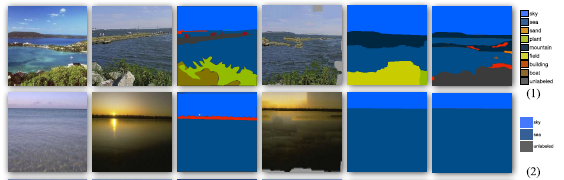 sky
sea
sand
plant
mountain
field
building
boat
unlabeled
(1)
sky
sea
unlabeled
(2)